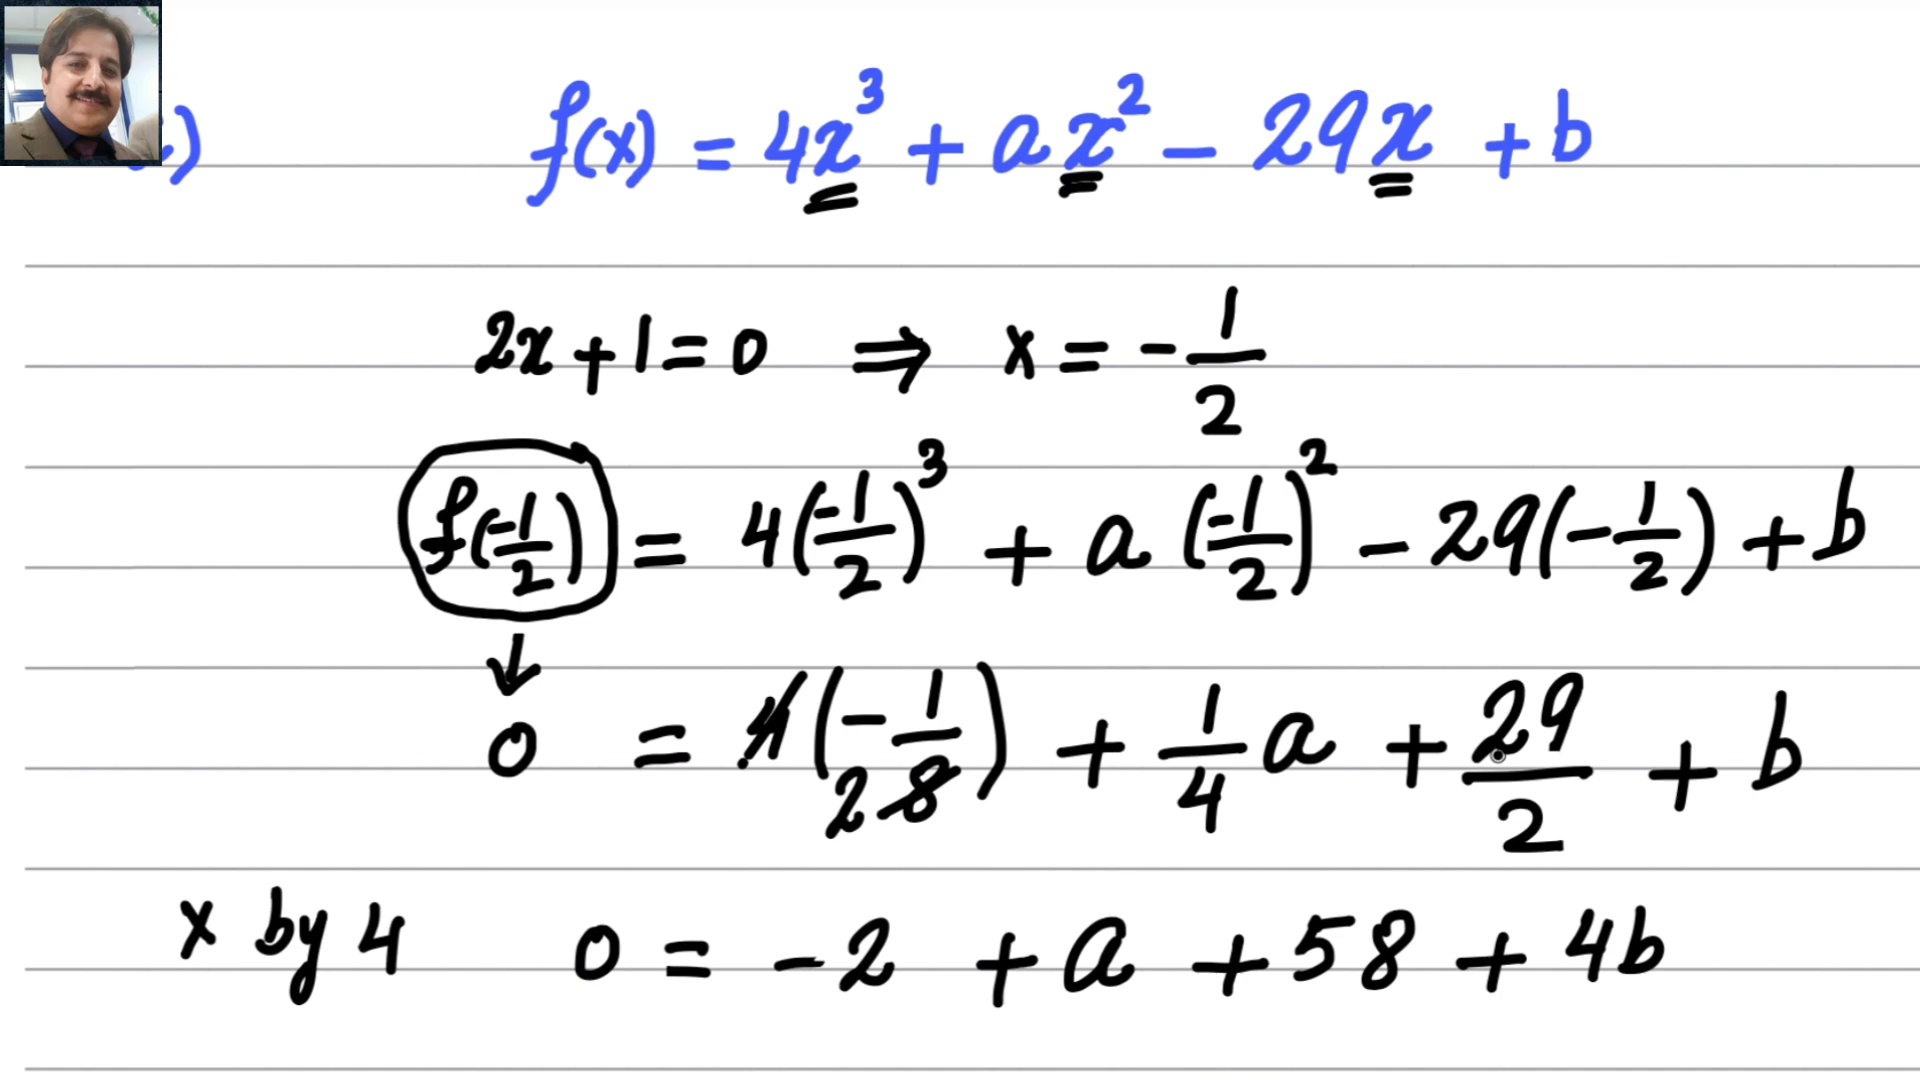 ) f(x) = 4x³ + ax² − 29x + b
2x + 1 = 0 ⇒ x = −1/2
f(−1/2) = 4(−1/2)³ + a(−1/2)² − 29(−1/2) + b
↓
0 = 4(−1/8) + 1/4 a + 29/2 + b
2
x by 4 0 = −2 + a + 58 + 4b